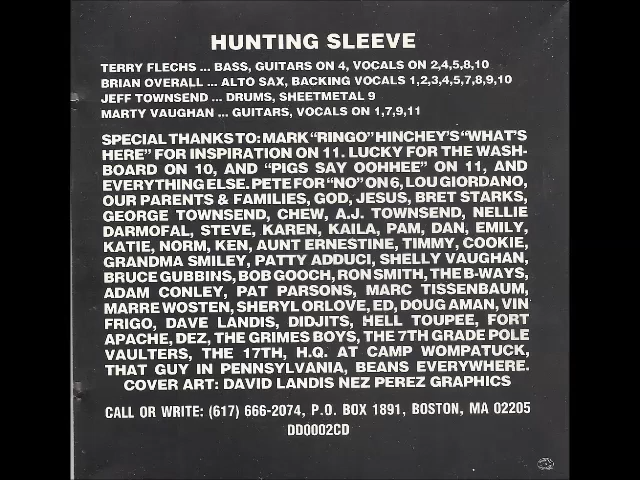 HUNTING SLEEVE
TERRY FLECHS ... BASS, GUITARS ON 4, VOCALS ON 2,4,5,8,10
BRIAN OVERALL ... ALTO SAX, BACKING VOCALS 1,2,3,4,5,7,8,9,10
JEFF TOWNSEND ... DRUMS, SHEETMETAL 9
MARTY VAUGHAN ... GUITARS, VOCALS ON 1,7,9,11
SPECIAL THANKS TO: MARK "RINGO" HINCHEY'S "WHAT'S
HERE" FOR INSPIRATION ON 11. LUCKY FOR THE WASH-
BOARD ON 10, AND "PIGS SAY OOHHEE" ON 11, AND
EVERYTHING ELSE. PETE FOR "NO" ON 6, LOU GIORDANO,
OUR PARENTS & FAMILIES, GOD, JESUS, BRET STARKS,
GEORGE TOWNSEND, CHEW, A.J. TOWNSEND, NELLIE
DARMOFAL, STEVE, KAREN, KAILA, PAM, DAN, EMILY,
KATIE, NORM, KEN, AUNT ERNESTINE, TIMMY, COOKIE,
GRANDMA SMILEY, PATTY ADDUCI, SHELLY VAUGHAN,
BRUCE GUBBINS, BOB GOOCH, RON SMITH, THE B-WAYS,
ADAM CONLEY, PAT PARSONS, MARC TISSENBAUM,
MARRE WOSTEN, SHERYL ORLOVE, ED, DOUG AMAN, VIN
FRIGO, DAVE LANDIS, DIDJITS, HELL TOUPEE, FORT
APACHE, DEZ, THE GRIMES BOYS, THE 7TH GRADE POLE
VAULTERS, THE 17TH, H.Q. AT CAMP WOMPATUCK,
THAT GUY IN PENNSYLVANIA, BEANS EVERYWHERE.
COVER ART: DAVID LANDIS NEZ PEREZ GRAPHICS
CALL OR WRITE: (617) 666-2074, P.O. BOX 1891, BOSTON, MA 02205
DD0002CD